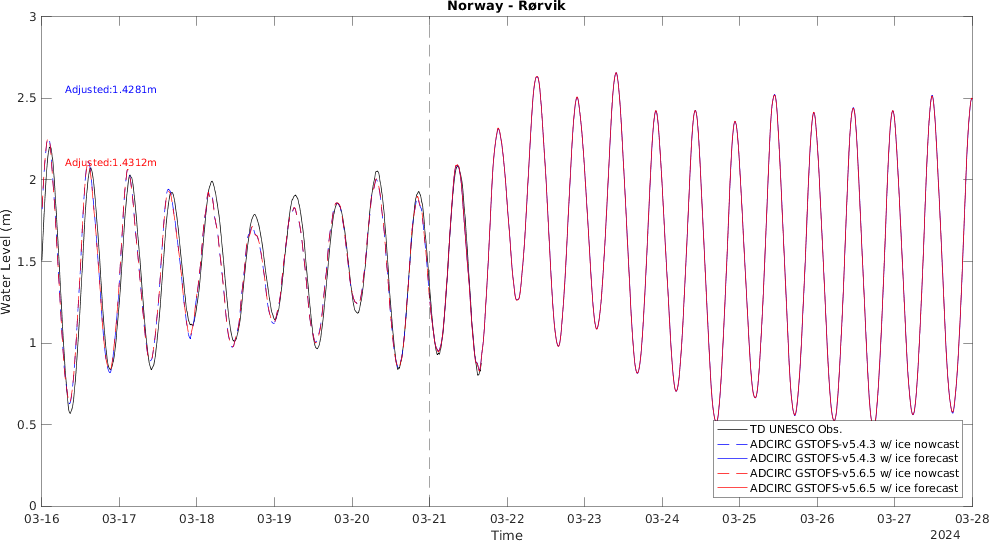 Norway - Rørvik
3
2.5
2
1.5
1
0.5
0
Water Level (m)
Adjusted:1.4281m
Adjusted:1.4312m
TD UNESCO Obs.
ADCIRC GSTOFS-v5.4.3 w/ ice nowcast
ADCIRC GSTOFS-v5.4.3 w/ ice forecast
ADCIRC GSTOFS-v5.6.5 w/ ice nowcast
ADCIRC GSTOFS-v5.6.5 w/ ice forecast
03-16 03-17 03-18 03-19 03-20 03-21 03-22 03-23 03-24 03-25 03-26 03-27 03-28
Time
2024